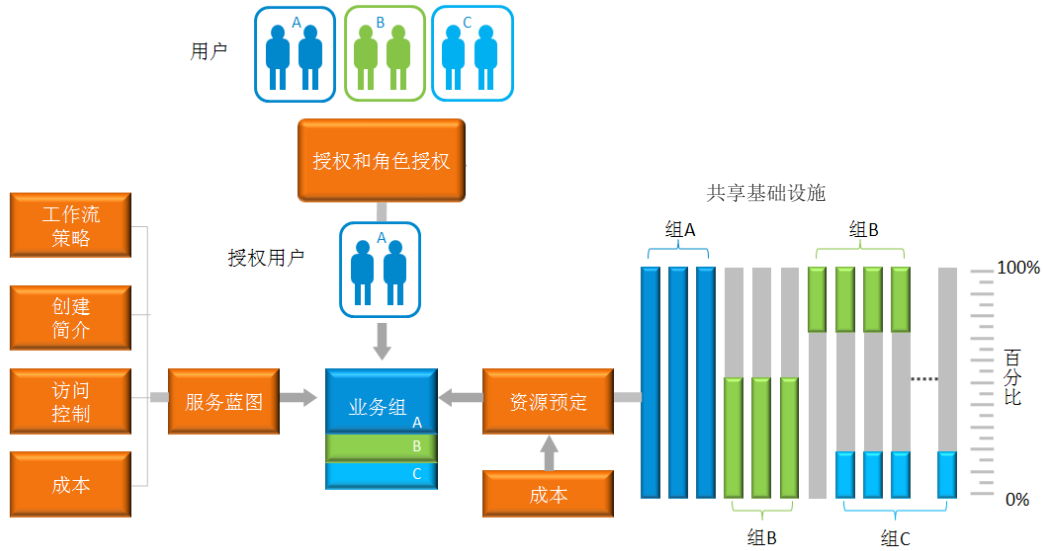 用户
A
B
C
授权和角色授权
授权用户
A
工作流
策略
创建
简介
访问
控制
成本
服务蓝图
业务组
A
B
C
资源预定
成本
共享基础设施
组A
组B
100%
百分比
0%
组B
组C